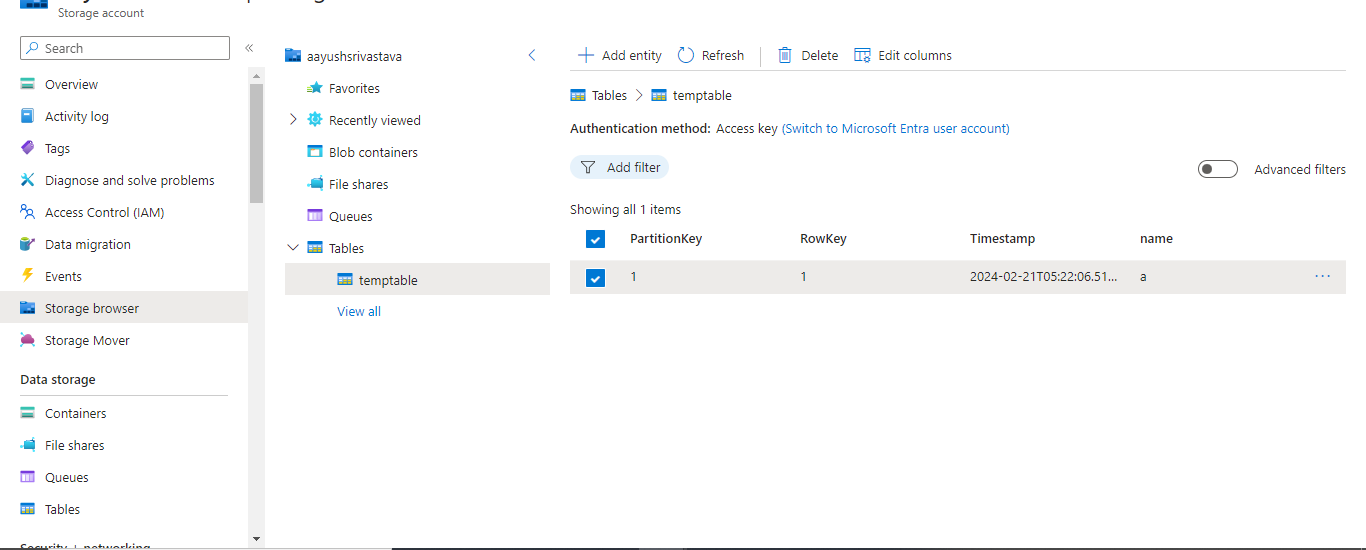 Storage account
Search
Overview
Activity log
Tags
Diagnose and solve problems
Access Control (IAM)
Data migration
Events
Storage browser
Storage Mover
Data storage
Containers
File shares
Queues
Tables
Security + networking
aayushsrivastava
Favorites
Recently viewed
Blob containers
File shares
Queues
Tables
temptable
View all
Add entity Refresh Delete Edit columns
Tables > temptable
Authentication method: Access key (Switch to Microsoft Entra user account)
Add filter Advanced filters
Showing all 1 items
PartitionKey RowKey Timestamp name
1 1 2024-02-21T05:22:06.51... a ...